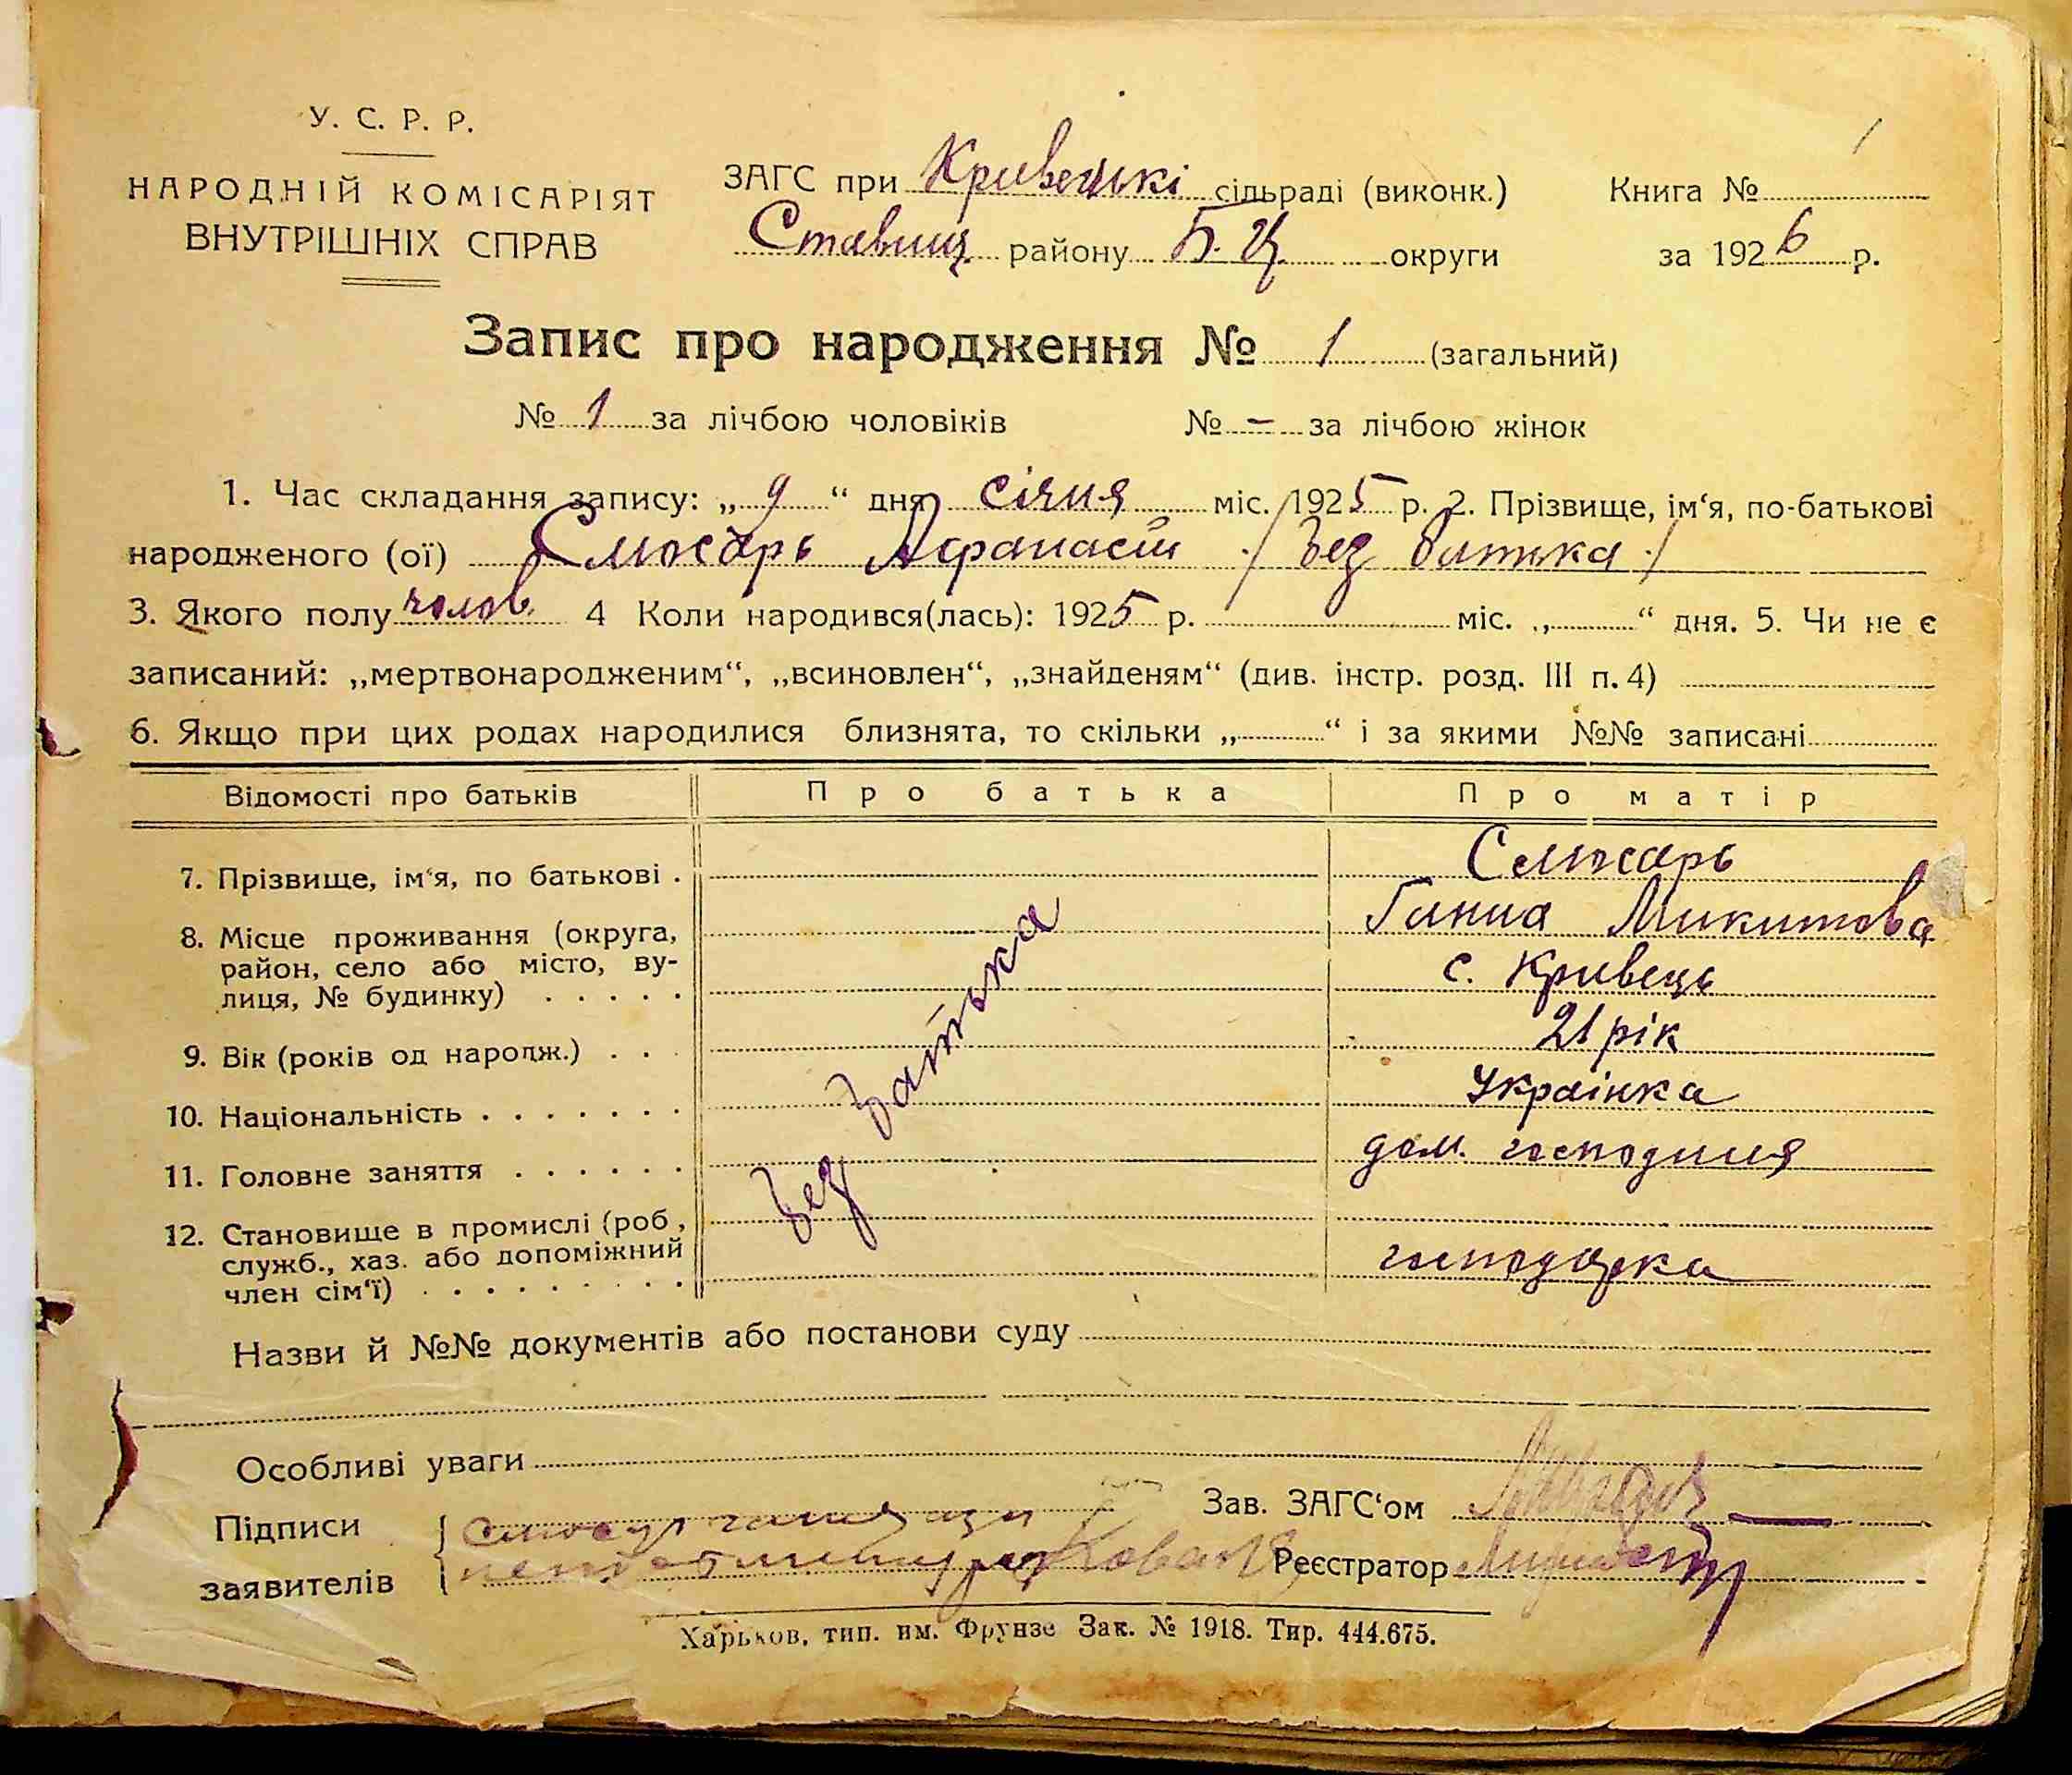 У. С. Р. Р.
НАРОДНІЙ КОМІСАРІЯТ
ВНУТРІШНІХ СПРАВ
ЗАГС при Кривецькі сільраді (виконк.)
Ставищ. району Б. Ц. округи
Книга №
1
за 1926 р.
Запис про народження № 1 (загальний)
№ 1 за лічбою чоловіків № – за лічбою жінок
1. Час складання запису: „ 9 “ дня січня міс. 1925 р. 2. Прізвище, ім‘я, по-батькові
народженого (ої) Слюсарь Афанасій ./ без батька ./
3. Якого полу чолов. 4 Коли народився(лась): 1925 р. міс. „ “ дня. 5. Чи не є
записаний: „мертвонародженим“, „всиновлен“, „знайденям“ (див. інстр. розд. III п. 4)
6. Якщо при цих родах народилися близнята, то скільки „ “ і за якими №№ записані
Відомості про батьків Про батька Про матір
7. Прізвище, ім‘я, по батькові . Слюсарь
Ганна Микитова
8. Місце проживання (округа,
район, село або місто, ву-
лиця, № будинку) . . . . . с. Кривець
9. Вік (років од народж.) . . . 21 рік
10. Національність . . . . . . . Українка
11. Головне заняття . . . . . . дом. господиня
12. Становище в промислі (роб.,
служб., хаз. або допоміжний
член сім‘ї) . . . . . . . . господарка
без батька
Назви й №№ документів або постанови суду
Особливі уваги
Підписи
заявителів
Зав. ЗАГС‘ом
Реєстратор
Харьков, тип. им. Фрунзе Зак. № 1918. Тир. 444.675.